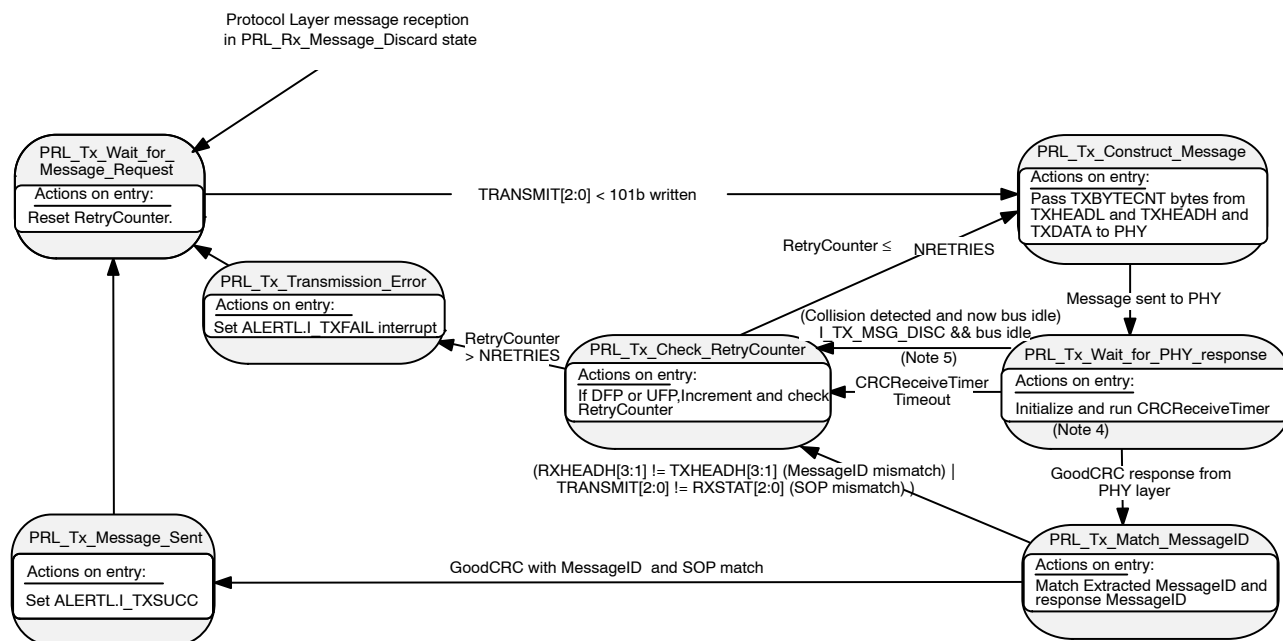 Protocol Layer message reception
in PRL_Rx_Message_Discard state
PRL_Tx_Wait_for_
Message_Request
Actions on entry:
Reset RetryCounter.
TRANSMIT[2:0] < 101b written
PRL_Tx_Construct_Message
Actions on entry:
Pass TXBYTECNT bytes from
TXHEADL and TXHEADH and
TXDATA to PHY
RetryCounter ≤ NRETRIES
PRL_Tx_Transmission_Error
Actions on entry:
Set ALERTL.I_TXFAIL interrupt
Message sent to PHY
(Collision detected and now bus idle)
I_TX_MSG_DISC && bus idle
(Note 5)
RetryCounter
> NRETRIES
PRL_Tx_Check_RetryCounter
Actions on entry:
If DFP or UFP,Increment and check
RetryCounter
CRCReceiveTimer
Timeout
PRL_Tx_Wait_for_PHY_response
Actions on entry:
Initialize and run CRCReceiveTimer
(Note 4)
(RXHEADH[3:1] != TXHEADH[3:1] (MessageID mismatch) |
TRANSMIT[2:0] != RXSTAT[2:0] (SOP mismatch) )
GoodCRC response from
PHY layer
PRL_Tx_Message_Sent
Actions on entry:
Set ALERTL.I_TXSUCC
GoodCRC with MessageID and SOP match
PRL_Tx_Match_MessageID
Actions on entry:
Match Extracted MessageID and
response MessageID